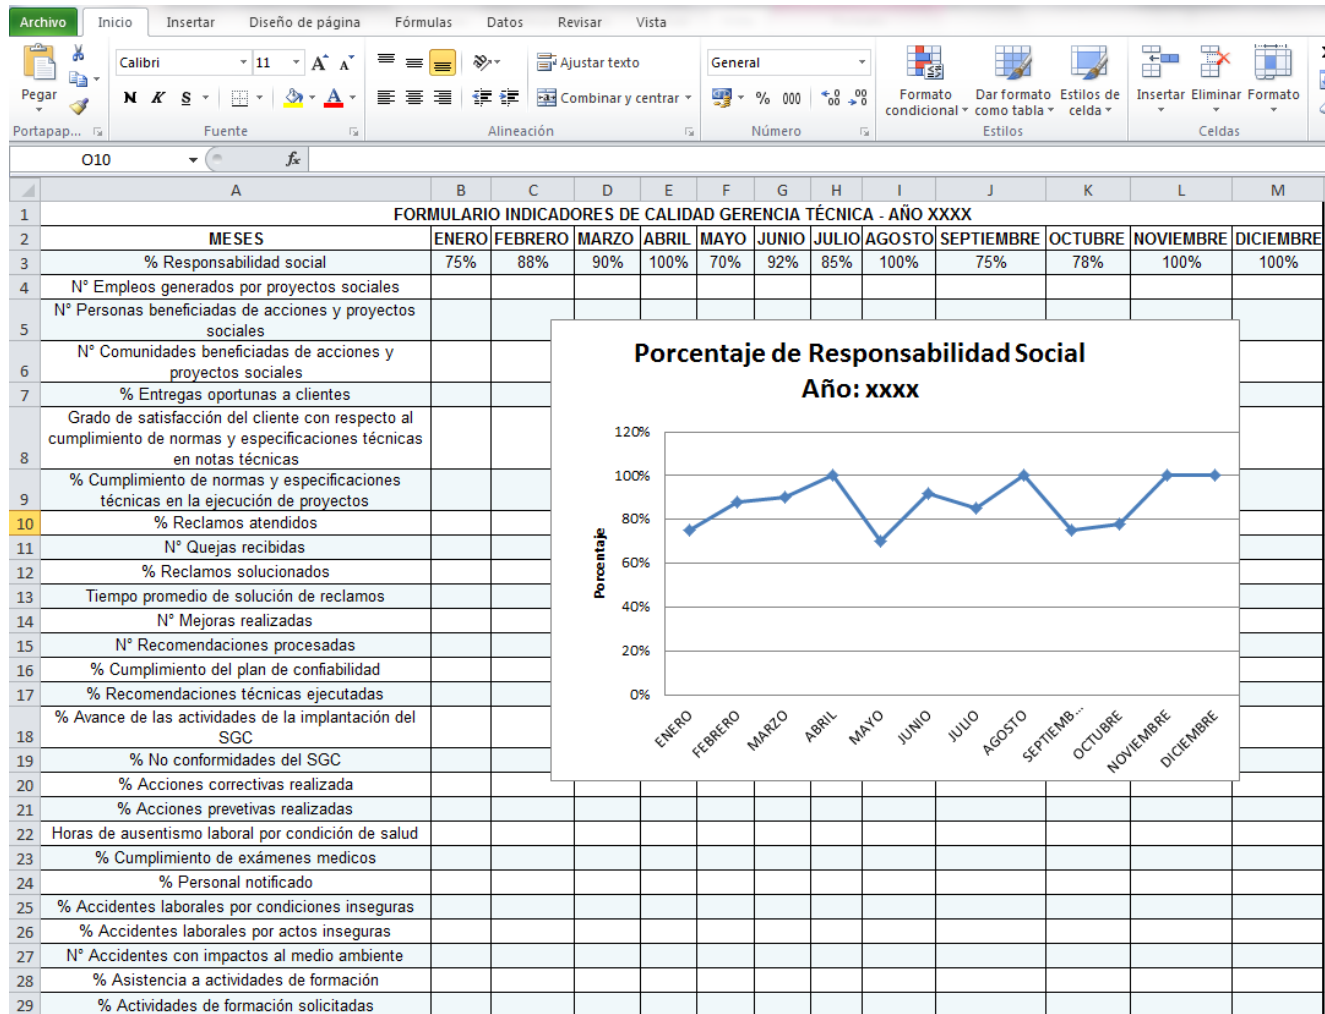 Archivo Inicio Insertar Diseño de página Fórmulas Datos Revisar Vista
Calibri 11 A A Ajustar texto General
Pegar N K S A Combinar y centrar % 000 Formato condicional Dar formato como tabla Estilos de celda Insertar Eliminar Formato
Portapap... Fuente Alineación Número Estilos Celdas
O10 fx
A B C D E F G H I J K L M
1 FORMULARIO INDICADORES DE CALIDAD GERENCIA TÉCNICA - AÑO XXXX
2 MESES ENERO FEBRERO MARZO ABRIL MAYO JUNIO JULIO AGOSTO SEPTIEMBRE OCTUBRE NOVIEMBRE DICIEMBRE
3 % Responsabilidad social 75% 88% 90% 100% 70% 92% 85% 100% 75% 78% 100% 100%
4 N° Empleos generados por proyectos sociales
N° Personas beneficiadas de acciones y proyectos
5 sociales
N° Comunidades beneficiadas de acciones y
6 proyectos sociales
7 % Entregas oportunas a clientes
Grado de satisfacción del cliente con respecto al
cumplimiento de normas y especificaciones técnicas
8 en notas técnicas
% Cumplimiento de normas y especificaciones
9 técnicas en la ejecución de proyectos
10 % Reclamos atendidos
11 N° Quejas recibidas
12 % Reclamos solucionados
13 Tiempo promedio de solución de reclamos
14 N° Mejoras realizadas
15 N° Recomendaciones procesadas
16 % Cumplimiento del plan de confiabilidad
17 % Recomendaciones técnicas ejecutadas
% Avance de las actividades de la implantación del
18 SGC
19 % No conformidades del SGC
20 % Acciones correctivas realizada
21 % Acciones prevetivas realizadas
22 Horas de ausentismo laboral por condición de salud
23 % Cumplimiento de exámenes medicos
24 % Personal notificado
25 % Accidentes laborales por condiciones inseguras
26 % Accidentes laborales por actos inseguras
27 N° Accidentes con impactos al medio ambiente
28 % Asistencia a actividades de formación
29 % Actividades de formación solicitadas
Porcentaje de Responsabilidad Social
Año: xxxx
Porcentaje
120%
100%
80%
60%
40%
20%
0%
ENERO FEBRERO MARZO ABRIL MAYO JUNIO JULIO AGOSTO SEPTIEMB... OCTUBRE NOVIEMBRE DICIEMBRE